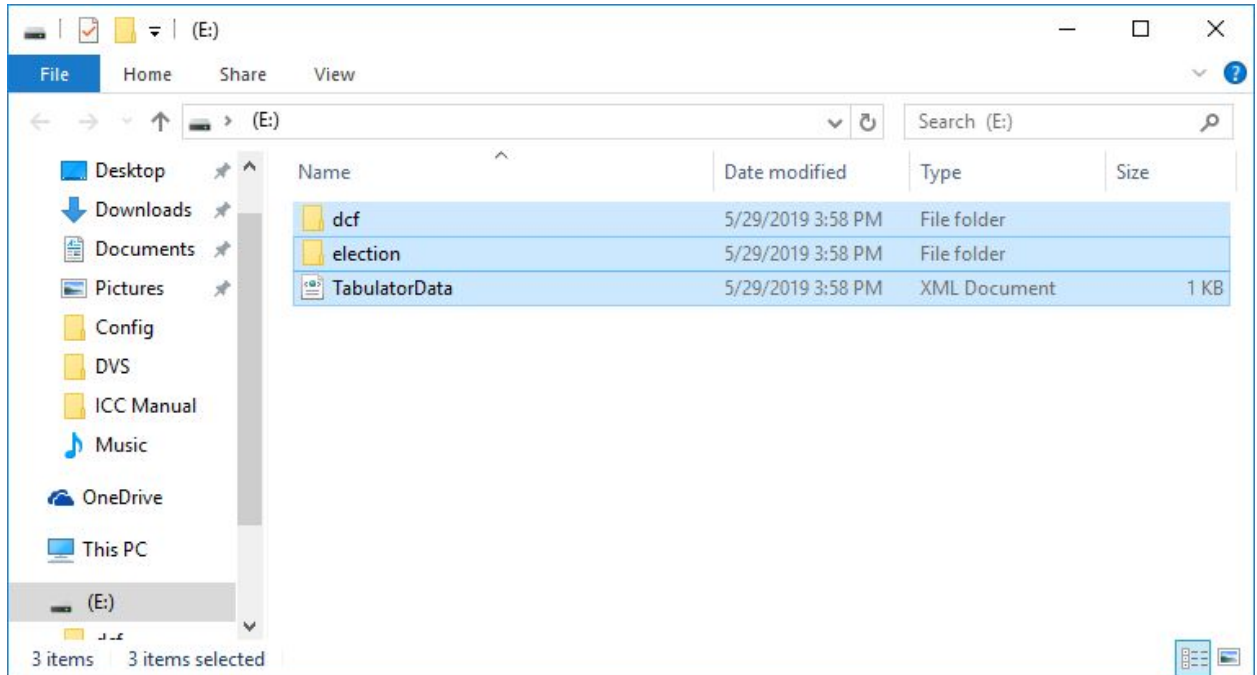 (E:)
File Home Share View
(E:) Search (E:)
Name Date modified Type Size
Desktop
Downloads
Documents
Pictures
Config
DVS
ICC Manual
Music
OneDrive
This PC
(E:)
dcf
dcf 5/29/2019 3:58 PM File folder
election 5/29/2019 3:58 PM File folder
TabulatorData 5/29/2019 3:58 PM XML Document 1 KB
3 items 3 items selected